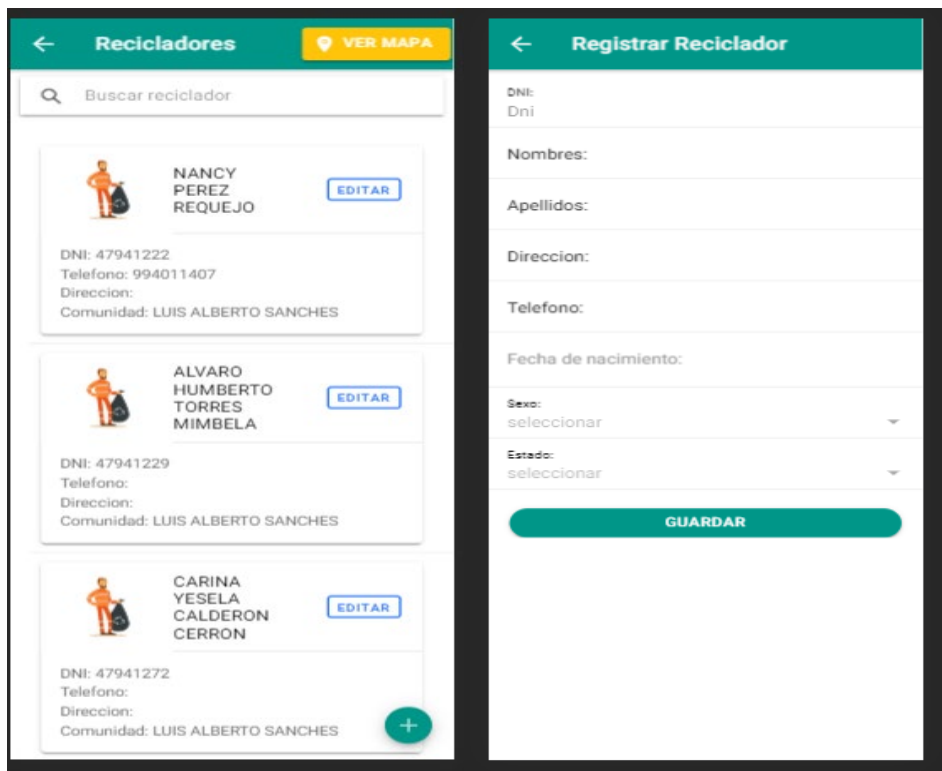 Recicladores
VER MAPA
Buscar reciclador
NANCY
PEREZ
REQUEJO
EDITAR
DNI: 47941222
Telefono: 994011407
Direccion:
Comunidad: LUIS ALBERTO SANCHES
ALVARO
HUMBERTO
TORRES
MIMBELA
EDITAR
DNI: 47941229
Telefono:
Direccion:
Comunidad: LUIS ALBERTO SANCHES
CARINA
YESELA
CALDERON
CERRON
EDITAR
DNI: 47941272
Telefono:
Direccion:
Comunidad: LUIS ALBERTO SANCHES
Registrar Reciclador
DNI:
Dni
Nombres:
Apellidos:
Direccion:
Telefono:
Fecha de nacimiento:
Sexo:
seleccionar
Estado:
seleccionar
GUARDAR